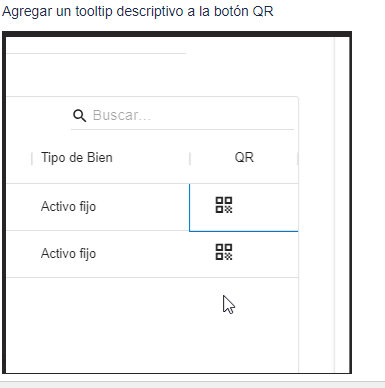 Agregar un tooltip descriptivo a la botón QR
Buscar...
Tipo de Bien QR
Activo fijo
Activo fijo